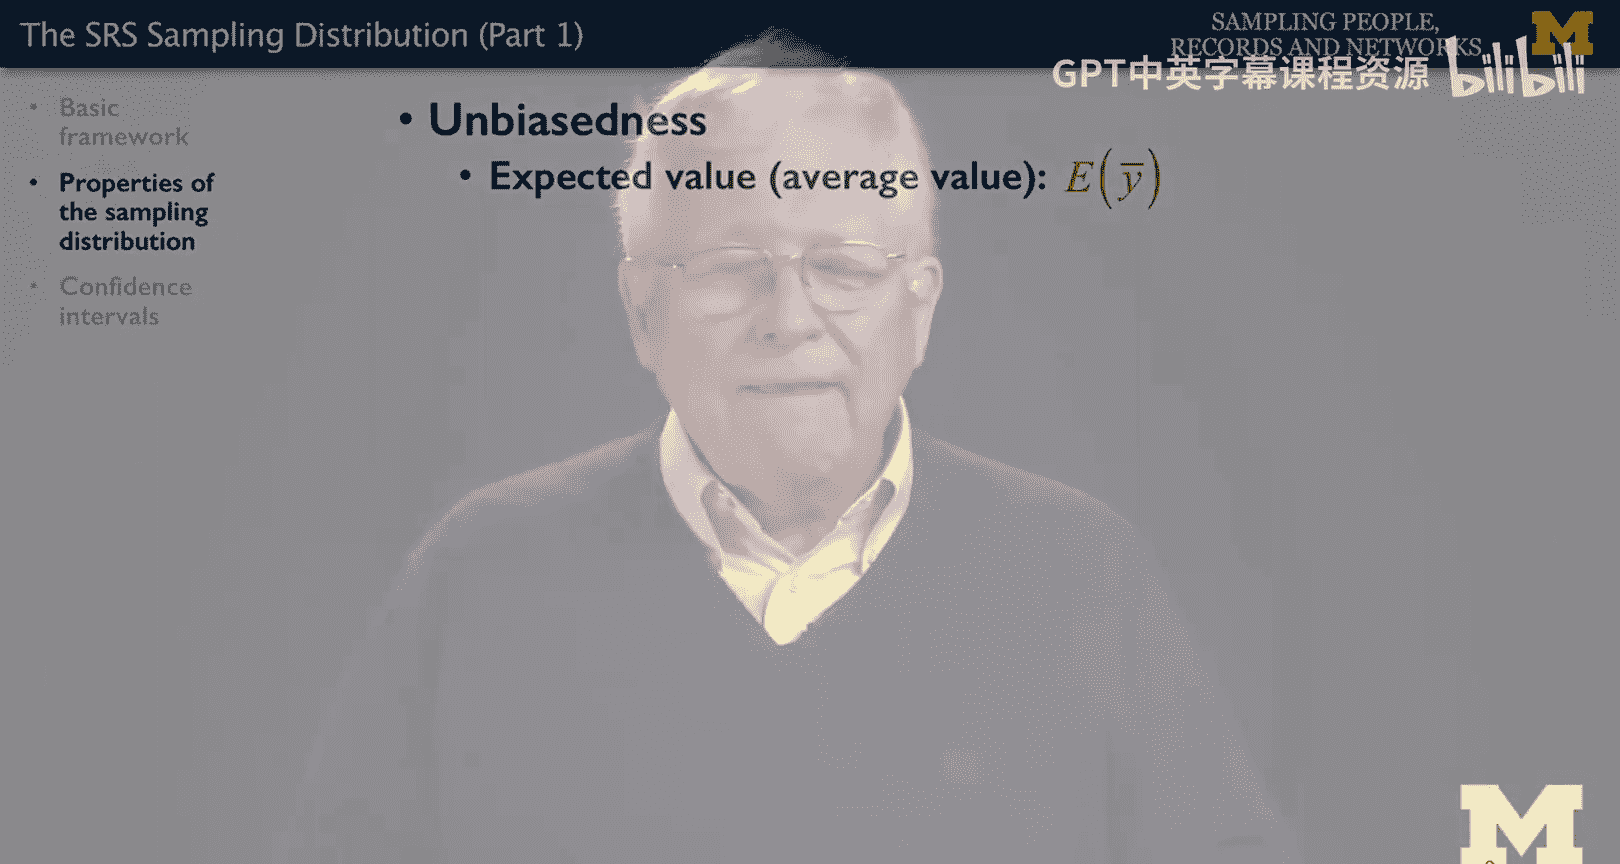 The SRS Sampling Distribution (Part 1)
SAMPLING PEOPLE,
RECORDS AND NETWORKS
M
GPT中英字幕课程资源
bilibili
• Basic
framework
• Properties of
the sampling
distribution
• Confidence
intervals
• Unbiasedness
• Expected value (average value): E(ȳ)
M